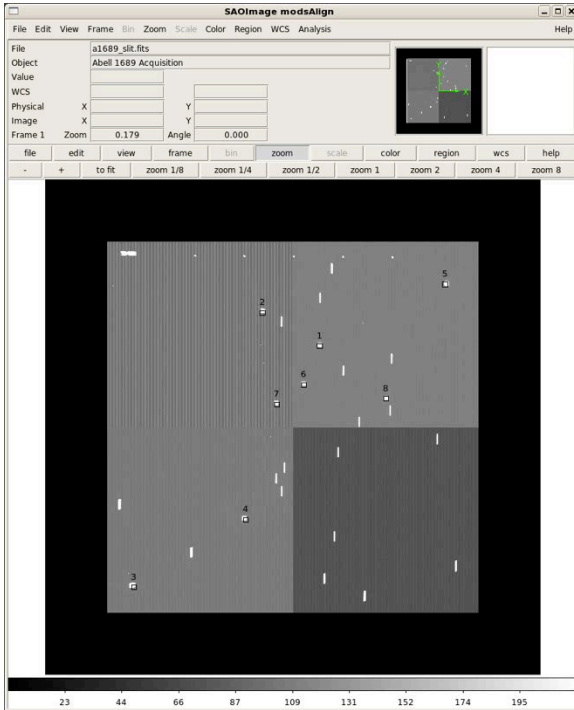 SAOImage modsAlign
File Edit View Frame Bin Zoom Scale Color Region WCS Analysis Help
File a1689_slit.fits
Object Abell 1689 Acquisition
Value
WCS
Physical X Y
Image X Y
Frame 1 Zoom 0.179 Angle 0.000
Y
X
file edit view frame bin zoom scale color region wcs help
- + to fit zoom 1/8 zoom 1/4 zoom 1/2 zoom 1 zoom 2 zoom 4 zoom 8
5
2
1
6
8
7
4
3
23 44 66 87 109 131 152 174 195